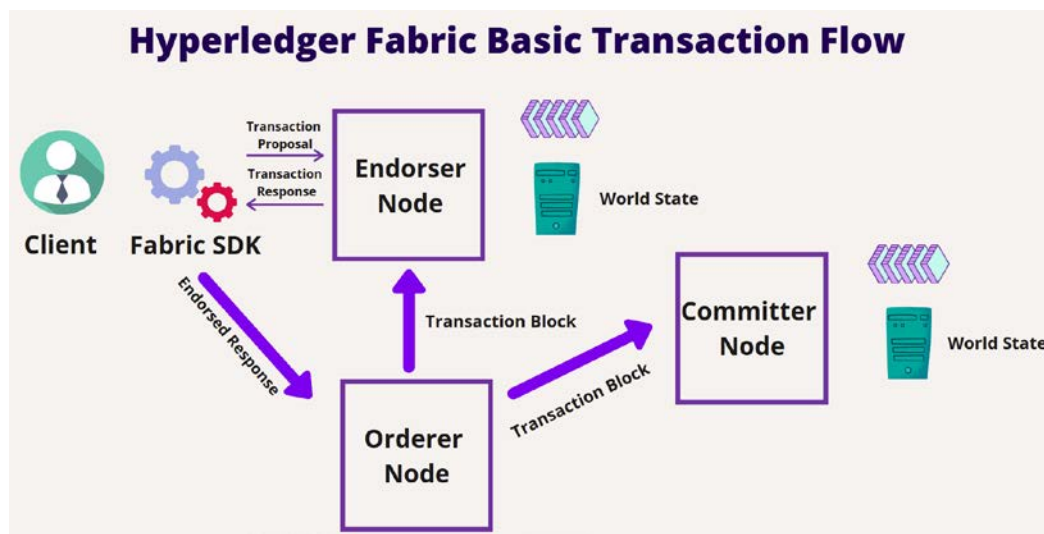 Hyperledger Fabric Basic Transaction Flow
Transaction
Proposal
Transaction
Response
Endorser
Node
World State
Client
Fabric SDK
Endorsed Response
Transaction Block
Committer
Node
World State
Transaction Block
Orderer
Node